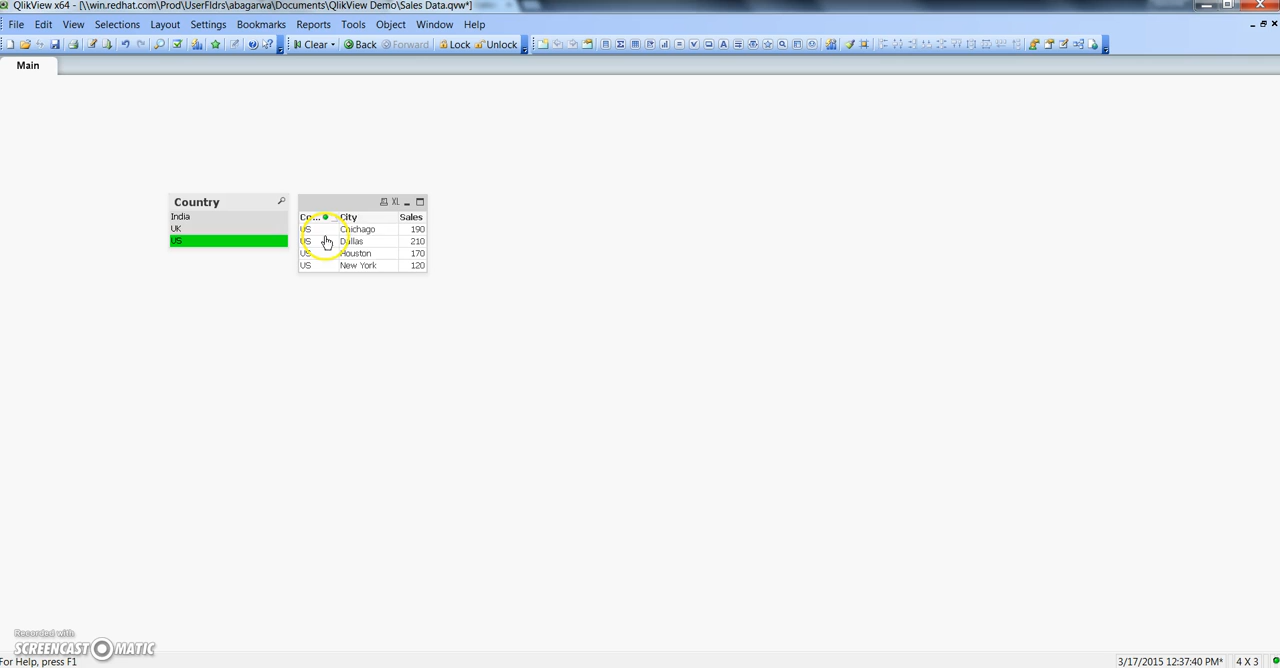 QlikView x64 - [\\win.redhat.com\Prod\UserFldrs\abagarwa\Documents\QlikView Demo\Sales Data.qvw*]
File Edit View Selections Layout Settings Bookmarks Reports Tools Object Window Help
Clear Back Forward Lock Unlock
Main
Country
India
UK
US
XL
Co... City Sales
US Chichago 190
US Dallas 210
US Houston 170
US New York 120
Recorded with
SCREENCAST MATIC
For Help, press F1
3/17/2015 12:37:40 PM* 4 X 3